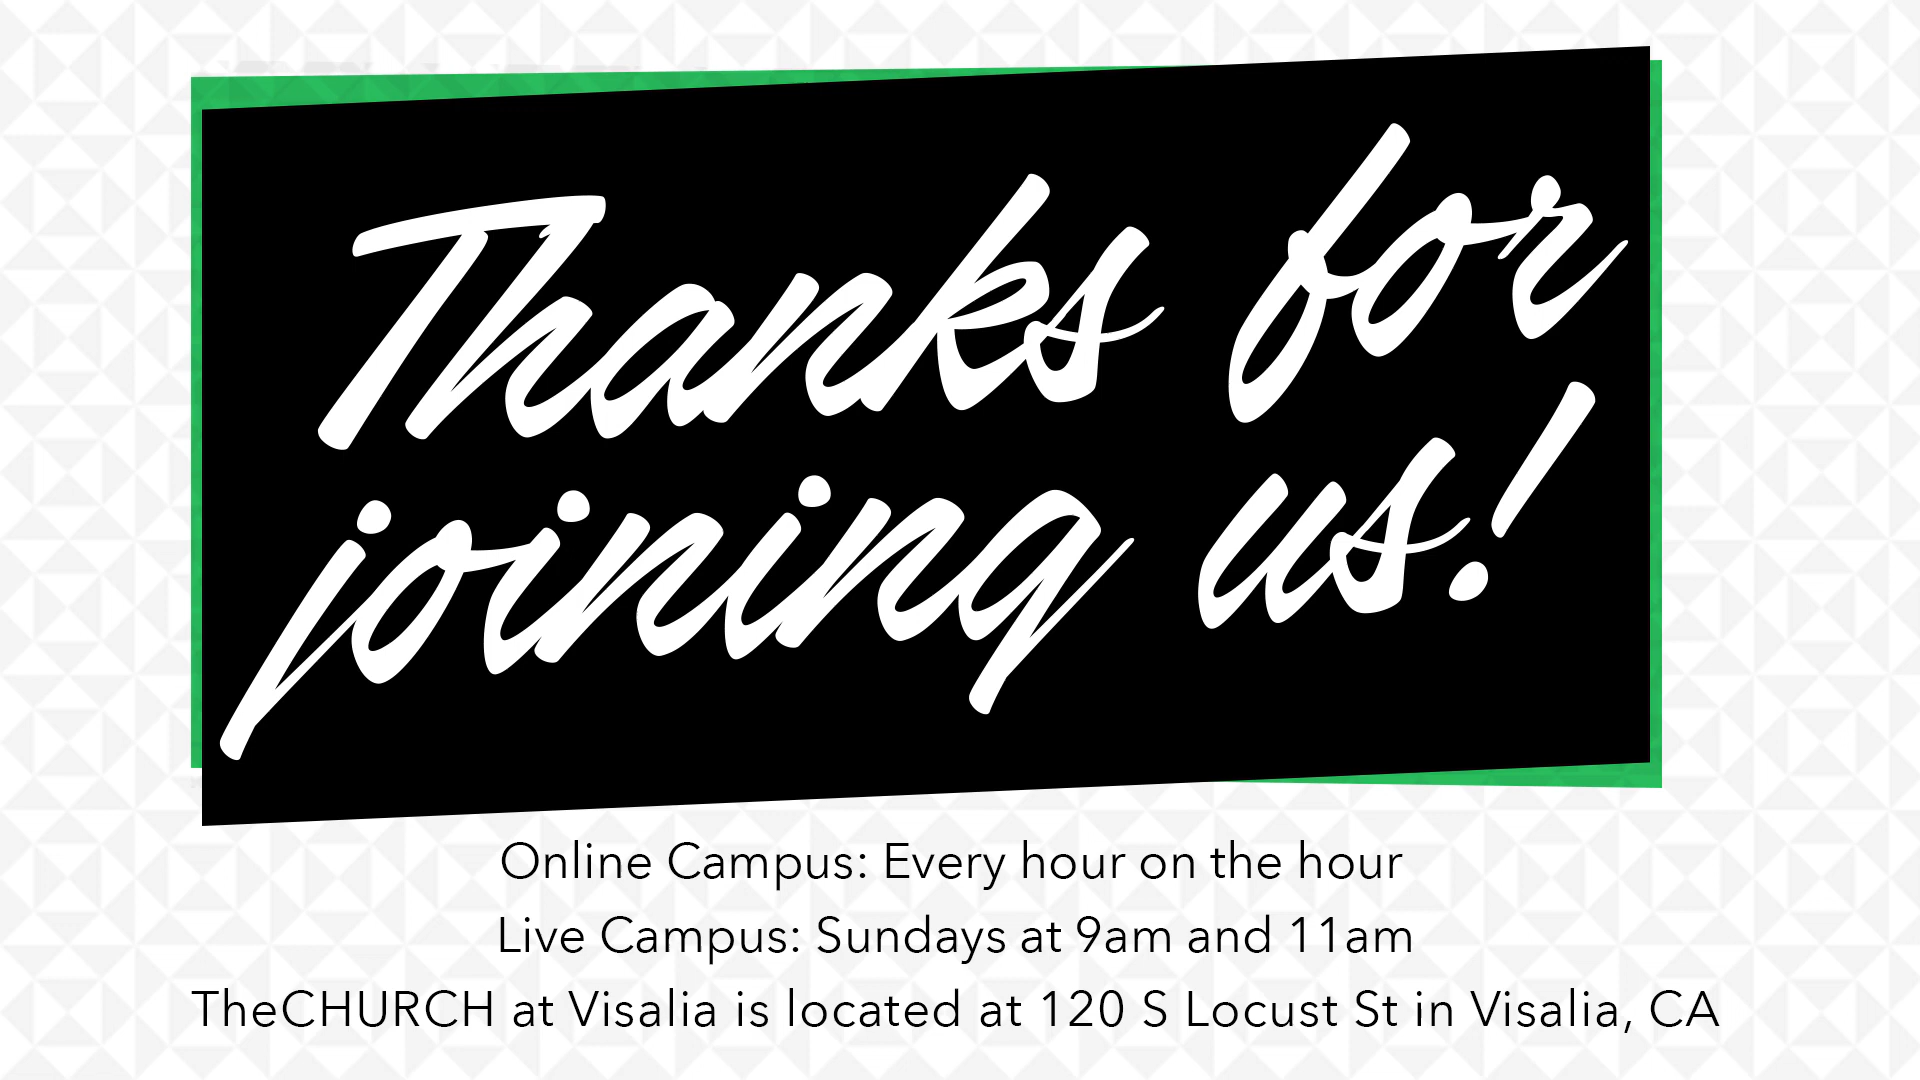 Thanks for
joining us!
Online Campus: Every hour on the hour
Live Campus: Sundays at 9am and 11am
TheCHURCH at Visalia is located at 120 S Locust St in Visalia, CA